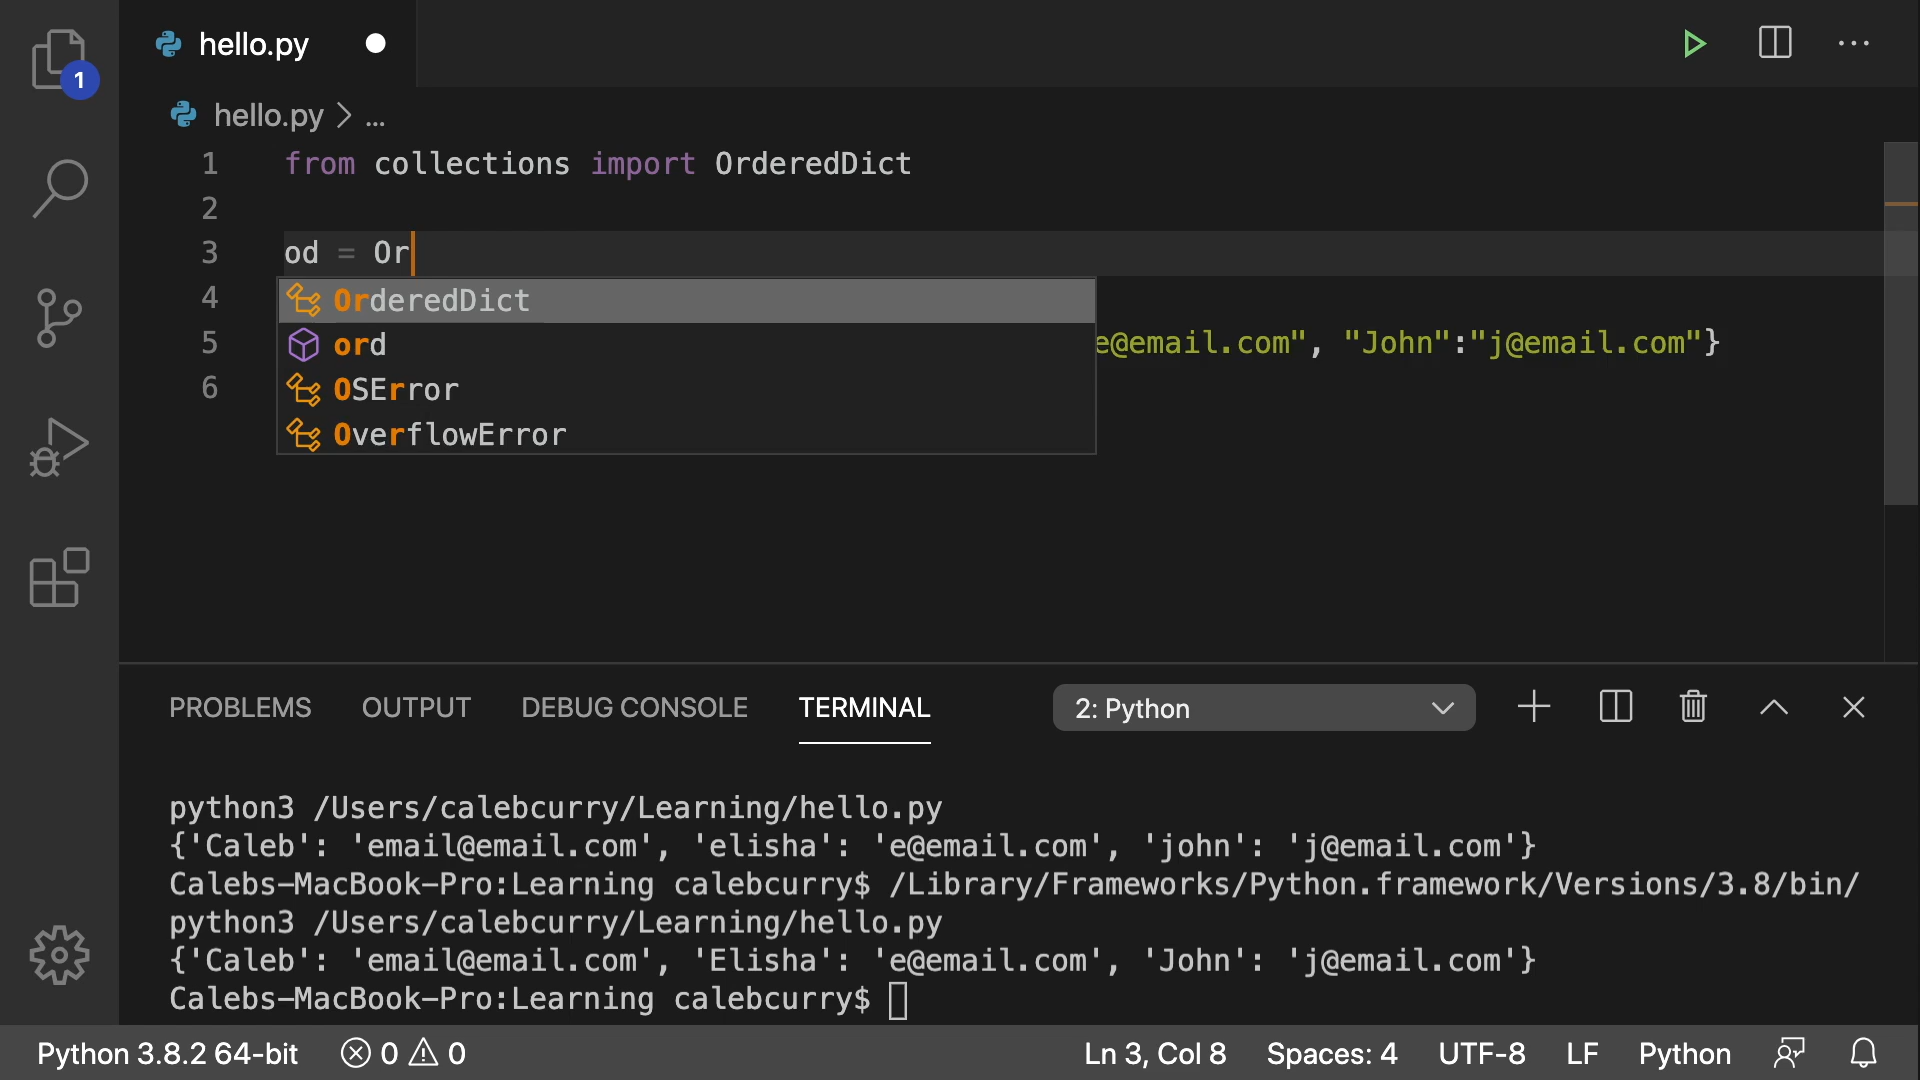 hello.py
1
hello.py > ...
1 from collections import OrderedDict
2
3 od = Or
4
OrderedDict
ord
OSError
OverflowError
5 e@email.com", "John":"j@email.com"}
6
PROBLEMS OUTPUT DEBUG CONSOLE TERMINAL 2: Python
python3 /Users/calebcurry/Learning/hello.py
{'Caleb': 'email@email.com', 'elisha': 'e@email.com', 'john': 'j@email.com'}
Calebs-MacBook-Pro:Learning calebcurry$ /Library/Frameworks/Python.framework/Versions/3.8/bin/
python3 /Users/calebcurry/Learning/hello.py
{'Caleb': 'email@email.com', 'Elisha': 'e@email.com', 'John': 'j@email.com'}
Calebs-MacBook-Pro:Learning calebcurry$
Python 3.8.2 64-bit 0 0 Ln 3, Col 8 Spaces: 4 UTF-8 LF Python